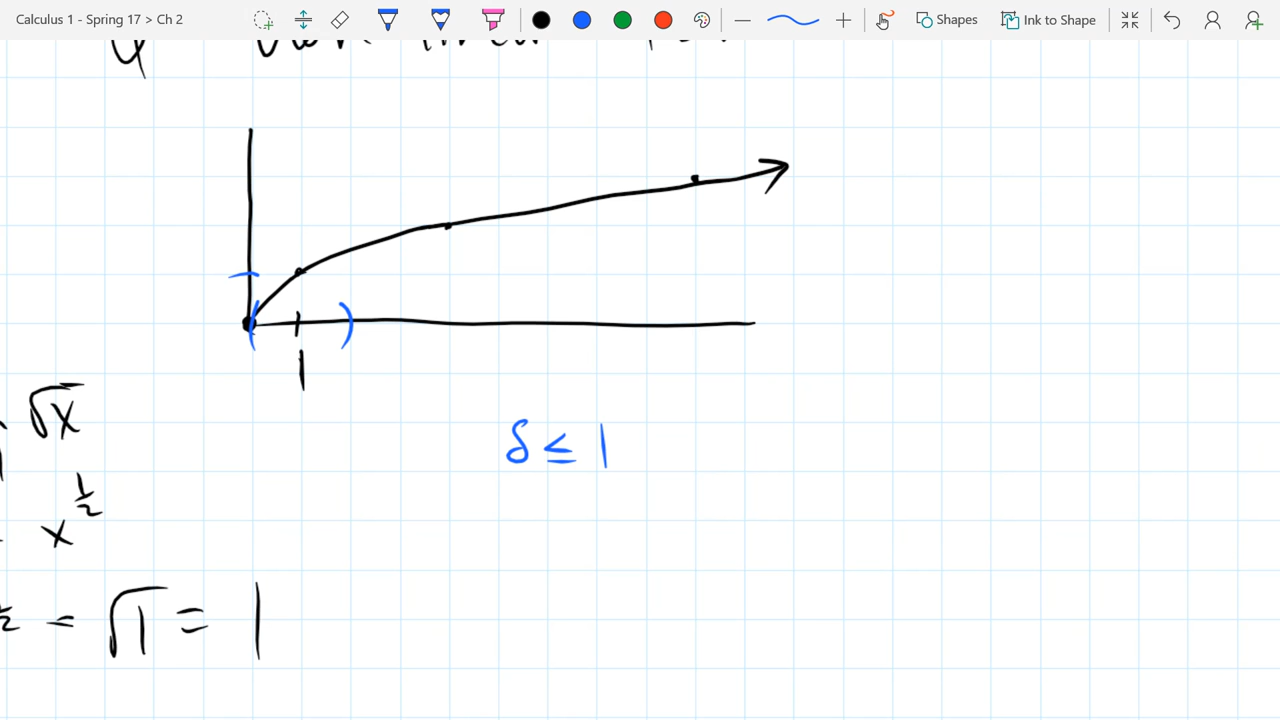 Calculus 1 - Spring 17 > Ch 2
Shapes
Ink to Shape
1
√x
δ ≤ 1
x^1/2
= √1 = 1